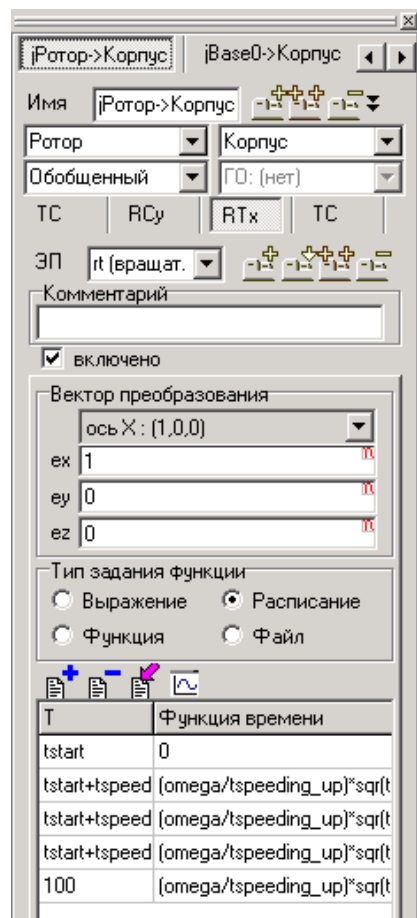 jРотор->Корпус jBase0->Корпус
Имя jРотор->Корпус
Ротор Корпус
Обобщенный ГО: (нет)
TC RCy RTx TC
ЭП rt (вращат.
Комментарий
включено
Вектор преобразования
ось X : (1,0,0)
ex 1 n
ey 0 n
ez 0 n
Тип задания функции
Выражение Расписание
Функция Файл
T Функция времени
tstart 0
tstart+tspeed (omega/tspeeding_up)*sqr(t
tstart+tspeed (omega/tspeeding_up)*sqr(t
tstart+tspeed (omega/tspeeding_up)*sqr(t
100 (omega/tspeeding_up)*sqr(t